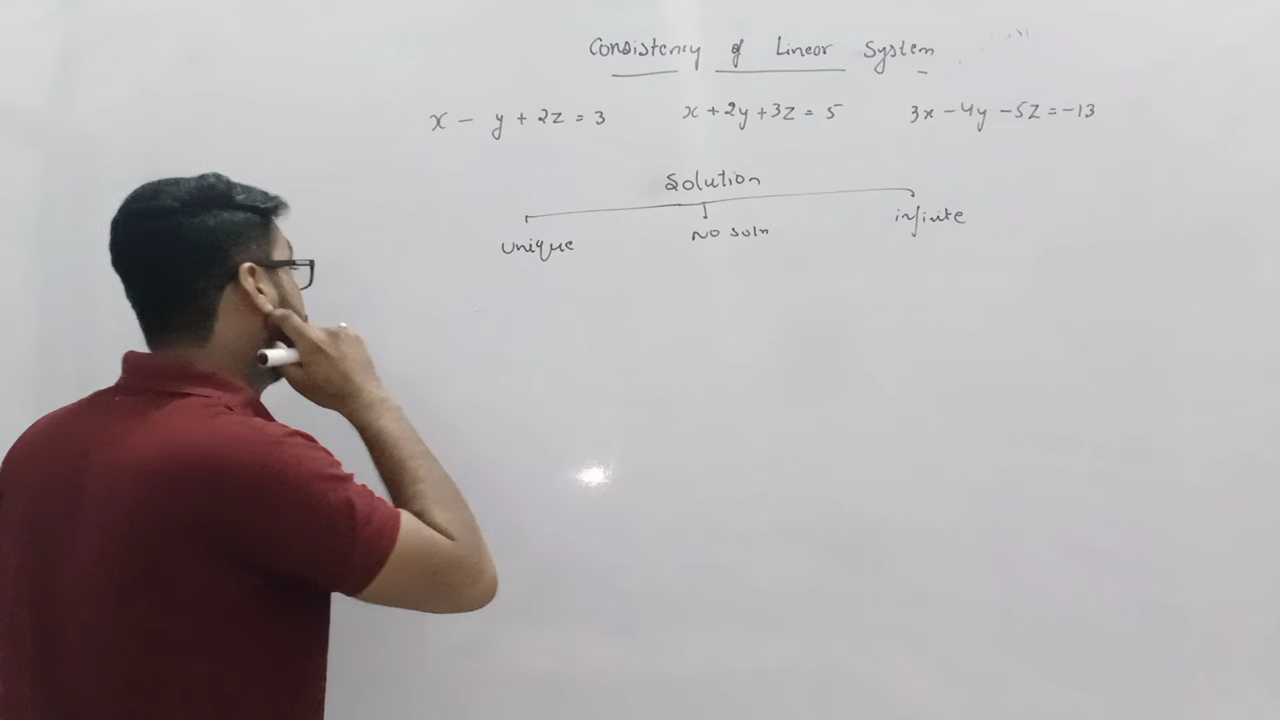 Consistency of Linear System
x - y + 2z = 3 x + 2y + 3z = 5 3x - 4y - 5z = -13
Solution
unique No soln infinite